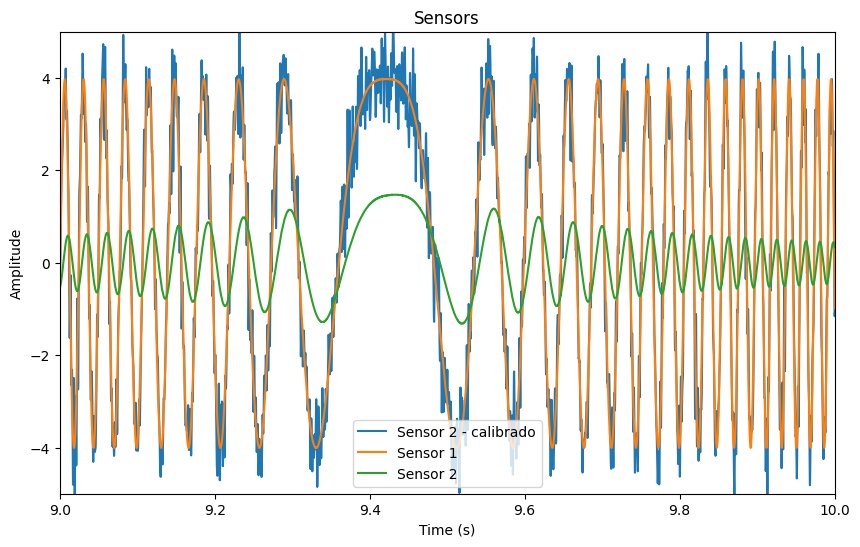 Sensors
Amplitude
4
2
0
−2
−4
Sensor 2 - calibrado
Sensor 1
Sensor 2
9.0 9.2 9.4 9.6 9.8 10.0
Time (s)